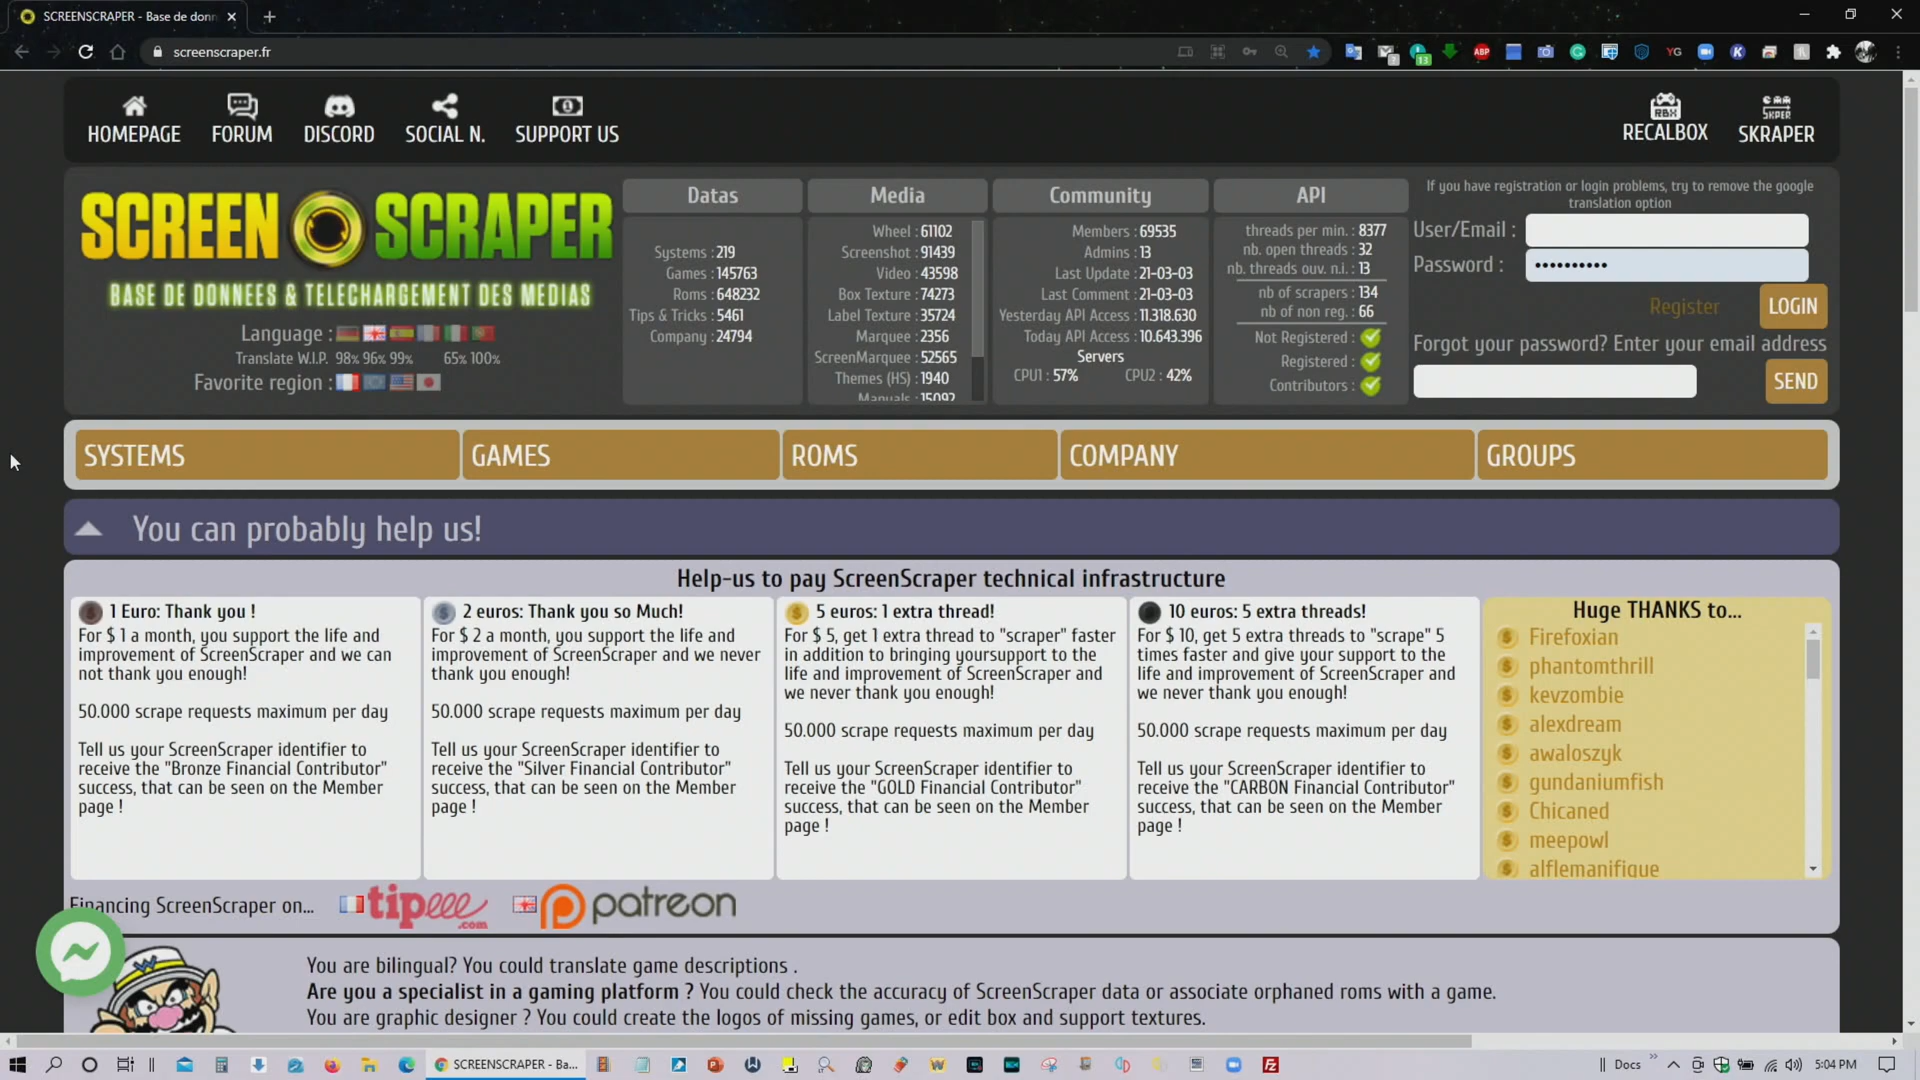 SCREENSCRAPER - Base de donn
screenscraper.fr
HOMEPAGE
FORUM
DISCORD
SOCIAL N.
SUPPORT US
RECALBOX
SKRAPER
SCREEN SCRAPER
BASE DE DONNEES & TELECHARGEMENT DES MEDIAS
Language :
Translate W.I.P. 98% 96% 99% 65% 100%
Favorite region :
Datas
Systems : 219
Games : 145763
Roms : 648232
Tips & Tricks : 5461
Company : 24794
Media
Wheel : 61102
Screenshot : 91439
Video : 43598
Box Texture : 74273
Label Texture : 35724
Marquee : 2356
ScreenMarquee : 52565
Themes (HS) : 1940
Manuals : 15092
Community
Members : 69535
Admins : 13
Last Update : 21-03-03
Last Comment : 21-03-03
Yesterday API Access : 11.318.630
Today API Access : 10.643.396
Servers
CPU1 : 57% CPU2 : 42%
API
threads per min. : 8377
nb. open threads : 32
nb. threads ouv. n.i. : 13
nb of scrapers : 134
nb of non reg. : 66
Not Registered :
Registered :
Contributors :
If you have registration or login problems, try to remove the google
translation option
User/Email :
Password :
Register
LOGIN
Forgot your password? Enter your email address
SEND
SYSTEMS
GAMES
ROMS
COMPANY
GROUPS
You can probably help us!
Help-us to pay ScreenScraper technical infrastructure
1 Euro: Thank you !
For $ 1 a month, you support the life and
improvement of ScreenScraper and we can
not thank you enough!
50.000 scrape requests maximum per day
Tell us your ScreenScraper identifier to
receive the "Bronze Financial Contributor"
success, that can be seen on the Member
page !
2 euros: Thank you so Much!
For $ 2 a month, you support the life and
improvement of ScreenScraper and we never
thank you enough!
50.000 scrape requests maximum per day
Tell us your ScreenScraper identifier to
receive the "Silver Financial Contributor"
success, that can be seen on the Member
page !
5 euros: 1 extra thread!
For $ 5, get 1 extra thread to "scraper" faster
in addition to bringing yoursupport to the
life and improvement of ScreenScraper and
we never thank you enough!
50.000 scrape requests maximum per day
Tell us your ScreenScraper identifier to
receive the "GOLD Financial Contributor"
success, that can be seen on the Member
page !
10 euros: 5 extra threads!
For $ 10, get 5 extra threads to "scrape" 5
times faster and give your support to the
life and improvement of ScreenScraper and
we never thank you enough!
50.000 scrape requests maximum per day
Tell us your ScreenScraper identifier to
receive the "CARBON Financial Contributor"
success, that can be seen on the Member
page !
Huge THANKS to...
Firefoxian
phantomthrill
kevzombie
alexdream
awaloszyk
gundaniumfish
Chicaned
meepowl
alflemanifique
Financing ScreenScraper on...
tipeee.com
patreon
You are bilingual? You could translate game descriptions .
Are you a specialist in a gaming platform ? You could check the accuracy of ScreenScraper data or associate orphaned roms with a game.
You are graphic designer ? You could create the logos of missing games, or edit box and support textures.
SCREENSCRAPER - Ba...
Docs
5:04 PM